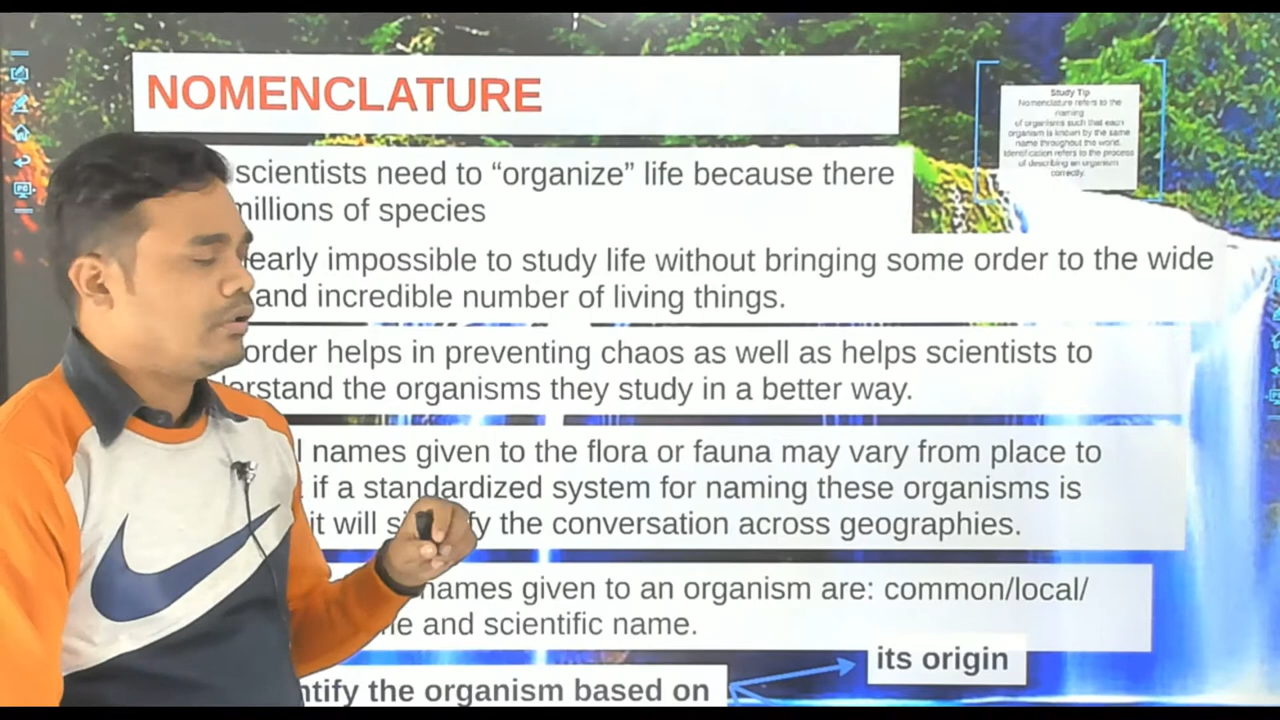 NOMENCLATURE
Study Tip
Nomenclature refers to the
naming
of organisms such that each
organism is known by the same
name throughout the world.
Identification refers to the process
of describing an organism
correctly.
scientists need to “organize” life because there
millions of species
early impossible to study life without bringing some order to the wide
and incredible number of living things.
order helps in preventing chaos as well as helps scientists to
erstand the organisms they study in a better way.
l names given to the flora or fauna may vary from place to
if a standardized system for naming these organisms is
it will s fy the conversation across geographies.
names given to an organism are: common/local/
e and scientific name.
its origin
ntify the organism based on